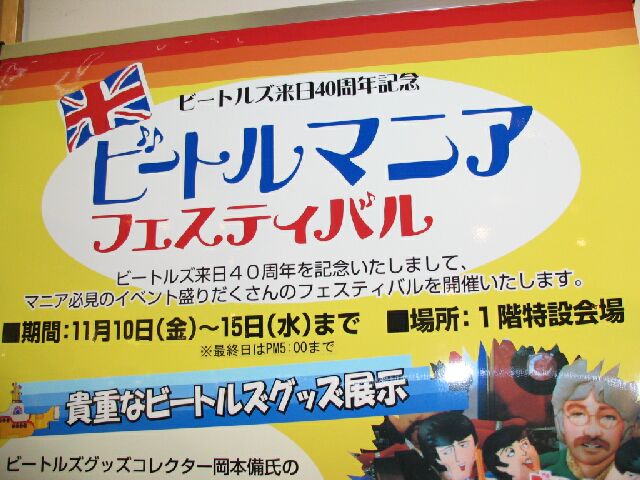 ビートルズ来日40周年記念
ビートルマニア
フェスティバル
ビートルズ来日40周年を記念いたしまして、
マニア必見のイベント盛りだくさんのフェスティバルを開催いたします。
■期間：11月10日(金)～15日(水)まで ■場所：1階特設会場
※最終日はPM5:00まで
貴重なビートルズグッズ展示
ビートルズグッズコレクター岡本備氏の